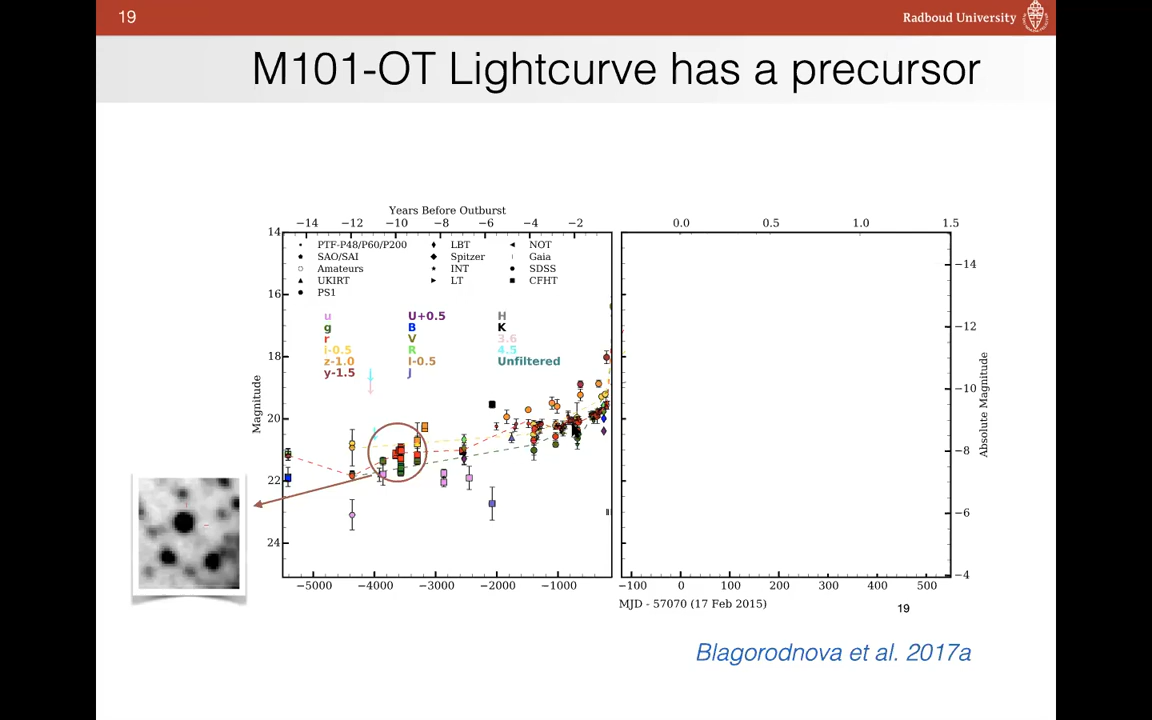 19
Radboud University
M101-OT Lightcurve has a precursor
Years Before Outburst
−14 −12 −10 −8 −6 −4 −2 0.0 0.5 1.0 1.5
PTF-P48/P60/P200 LBT NOT
SAO/SAI Spitzer Gaia
Amateurs INT SDSS
UKIRT LT CFHT
PS1
u U+0.5 H
g B K
r V 3.6
i-0.5 R 4.5
z-1.0 I-0.5 Unfiltered
y-1.5 J
Magnitude
14
16
18
20
22
24
Absolute Magnitude
−14
−12
−10
−8
−6
−4
−5000 −4000 −3000 −2000 −1000 −100 0 100 200 300 400 500
MJD - 57070 (17 Feb 2015)
19
Blagorodnova et al. 2017a